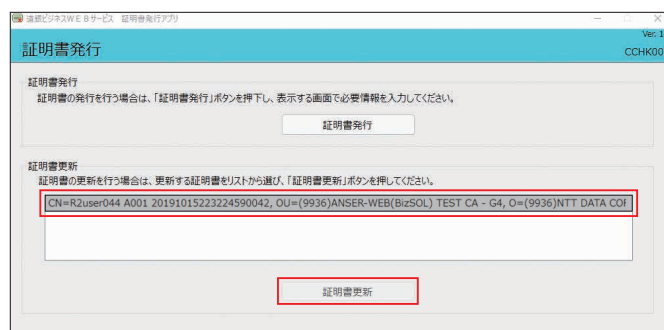 道銀ビジネスWEBサービス 証明書発行アプリ
Ver. 1
証明書発行
CCHK00
証明書発行
証明書の発行を行う場合は、「証明書発行」ボタンを押下し、表示する画面で必要情報を入力してください。
証明書発行
証明書更新
証明書の更新を行う場合は、更新する証明書をリストから選び、「証明書更新」ボタンを押してください。
CN=R2user044 A001 20191015223224590042, OU=(9936)ANSER-WEB(BizSOL) TEST CA - G4, O=(9936)NTT DATA COF
証明書更新